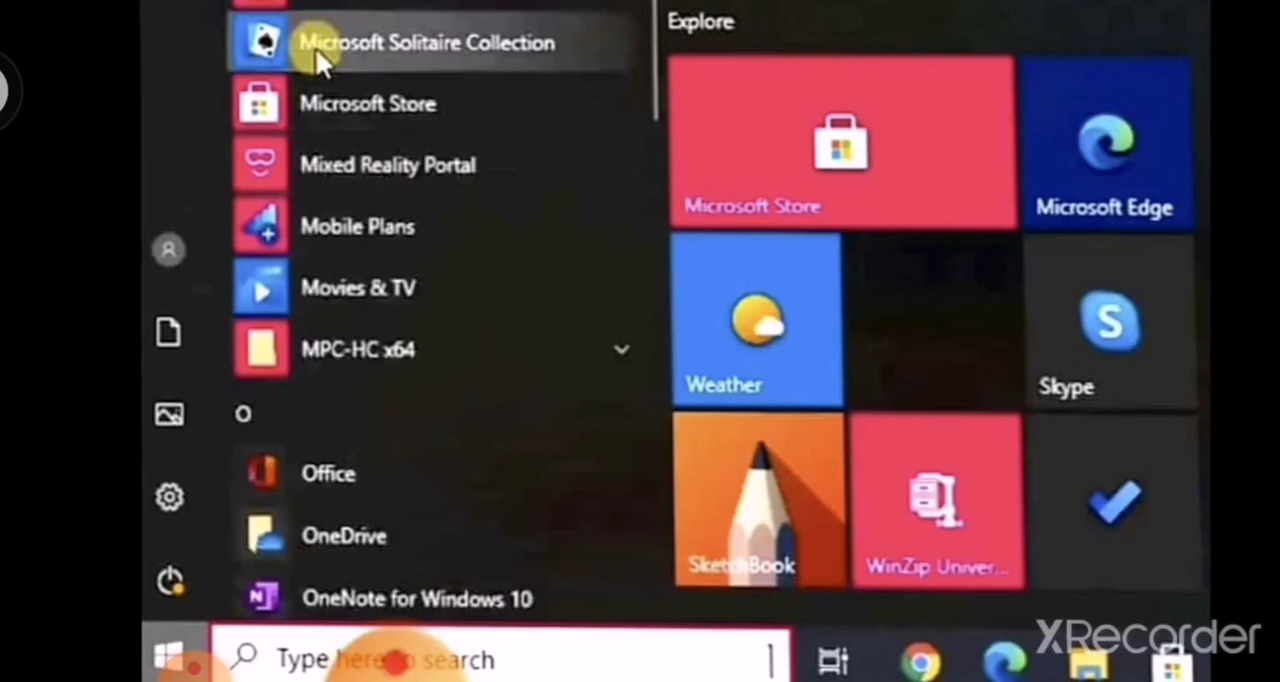 Microsoft Solitaire Collection
Microsoft Store
Mixed Reality Portal
Mobile Plans
Movies & TV
MPC-HC x64
O
Office
OneDrive
OneNote for Windows 10
Type here to search
Explore
Microsoft Store
Microsoft Edge
Weather
Skype
SketchBook
WinZip Univer...
XRecorder